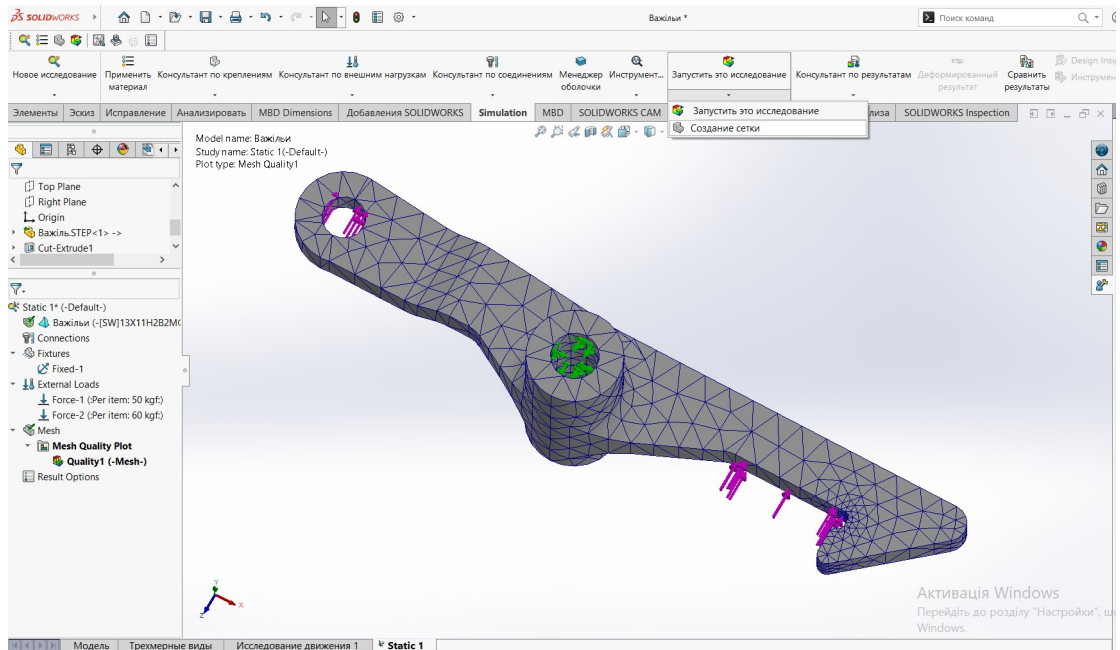 SOLIDWORKS
Важільи *
Поиск команд
Новое исследование
Применить материал
Консультант по креплениям
Консультант по внешним нагрузкам
Консультант по соединениям
Менеджер оболочки
Инструмент...
Запустить это исследование
Консультант по результатам
Деформированный результат
Сравнить результаты
Design Insi
Инструмен
Элементы
Эскиз
Исправление
Анализировать
MBD Dimensions
Добавления SOLIDWORKS
Simulation
MBD
SOLIDWORKS CAM
лиза
SOLIDWORKS Inspection
Запустить это исследование
Создание сетки
Model name: Важільи
Study name: Static 1(-Default-)
Plot type: Mesh Quality1
Top Plane
Right Plane
Origin
Важіль.STEP<1> ->
Cut-Extrude1
Static 1* (-Default-)
Важільи (-[SW]13X11H2B2M
Connections
Fixtures
Fixed-1
External Loads
Force-1 (:Per item: 50 kgf:)
Force-2 (:Per item: 60 kgf:)
Mesh
Mesh Quality Plot
Quality1 (-Mesh-)
Result Options
Y
X
Z
Активація Windows
Перейдіть до розділу "Настройки", щ
Windows.
Модель
Трехмерные виды
Исследование движения 1
Static 1